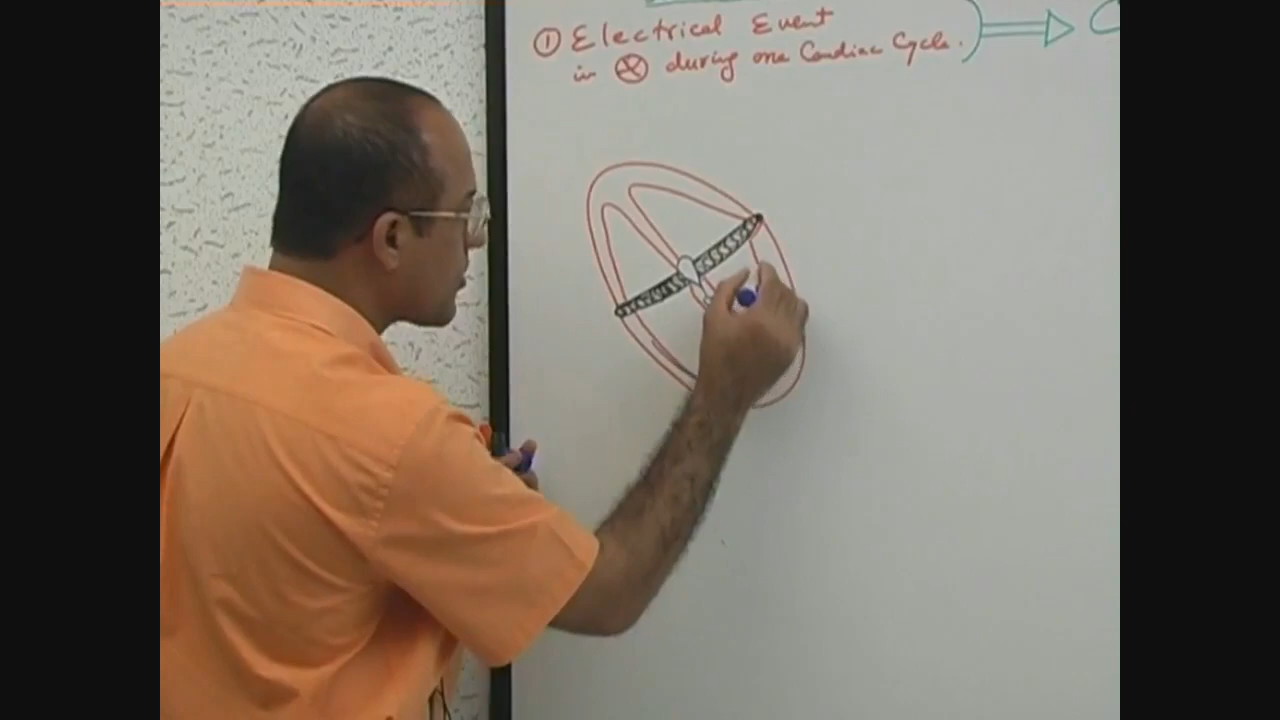 ① Electrical Event
in during one Cardiac Cycle.